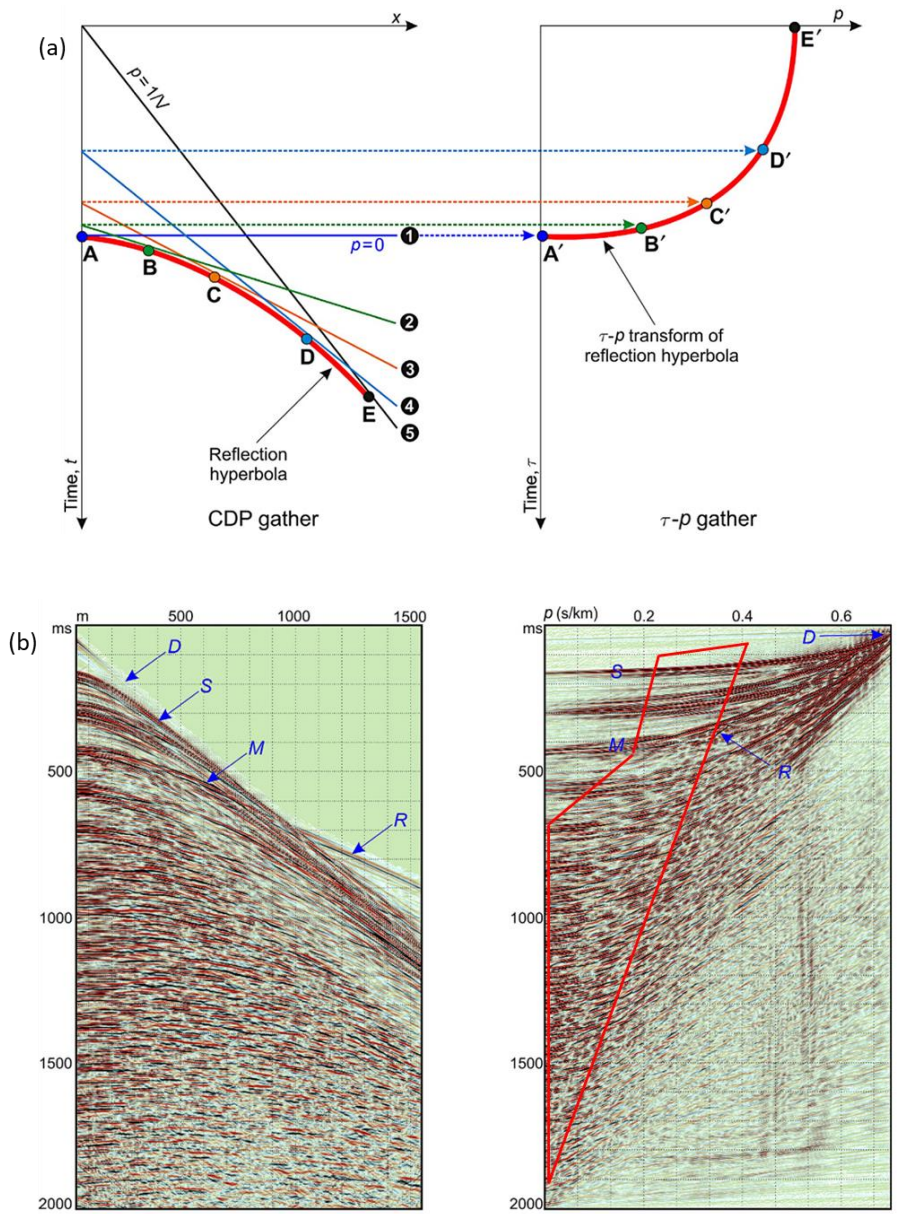 (a)
x
p
p = 1/V
E′
D′
C′
B′
A′
A
B
C
D
E
p=0
1
2
3
4
5
τ-p transform of
reflection hyperbola
Reflection
hyperbola
Time, t
Time, τ
CDP gather
τ-p gather
(b)
m 500 1000 1500
ms
D
S
M
R
500
1000
1500
2000
p (s/km) 0.2 0.4 0.6
ms
D
S
M
R
500
1000
1500
2000